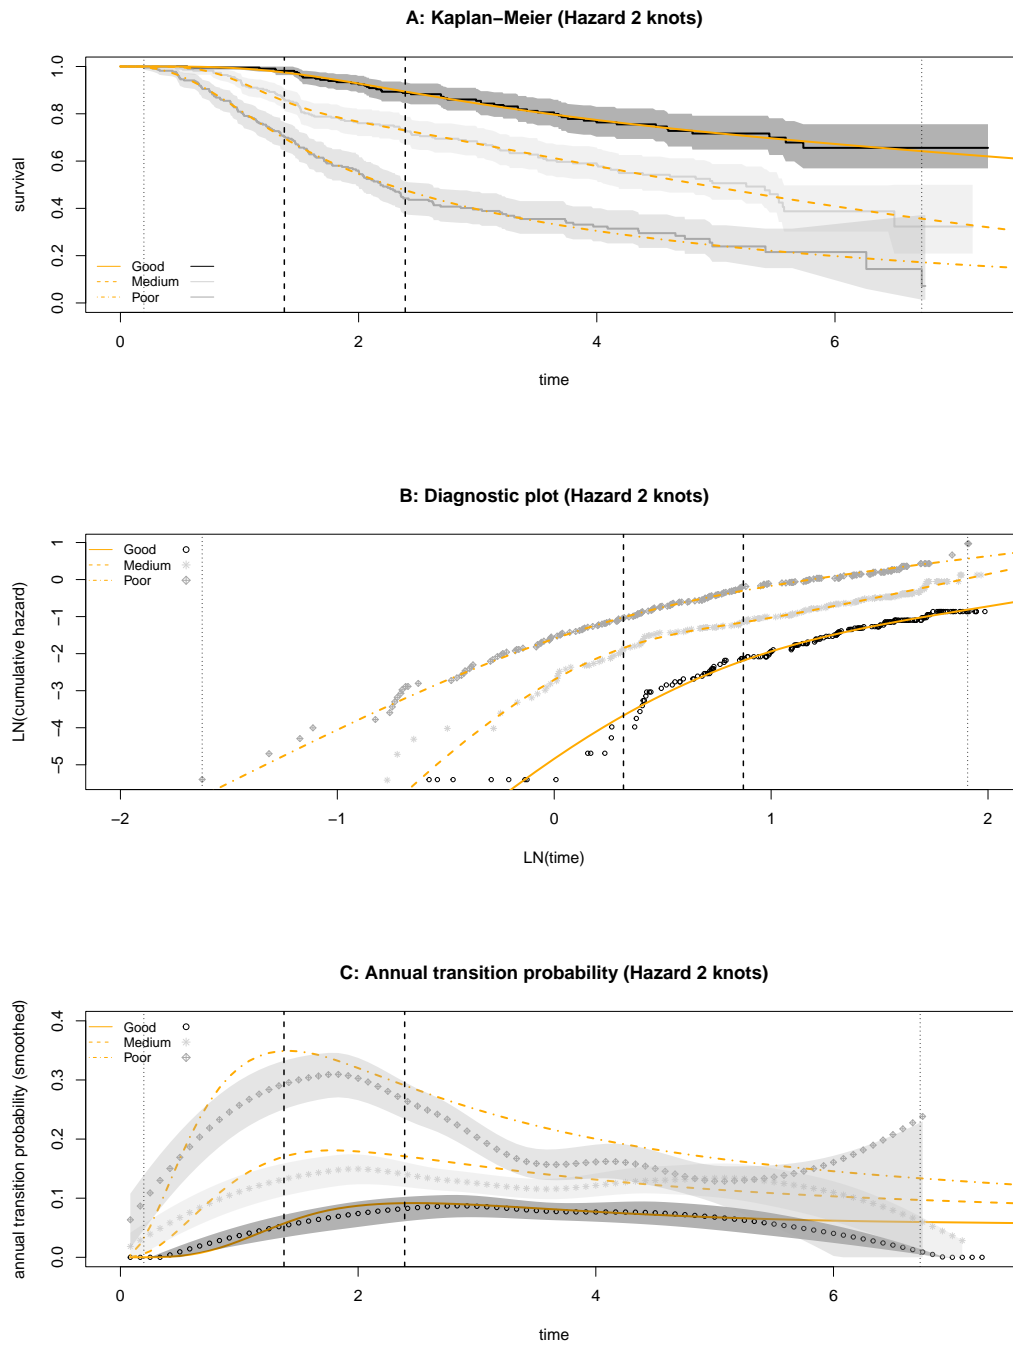 A: Kaplan−Meier (Hazard 2 knots)
survival
1.0
0.8
0.6
0.4
0.2
0.0
Good
Medium
Poor
0 2 4 6
time
B: Diagnostic plot (Hazard 2 knots)
LN(cumulative hazard)
1
0
−1
−2
−3
−4
−5
Good
Medium
Poor
−2 −1 0 1 2
LN(time)
C: Annual transition probability (Hazard 2 knots)
annual transition probability (smoothed)
0.4
0.3
0.2
0.1
0.0
Good
Medium
Poor
0 2 4 6
time